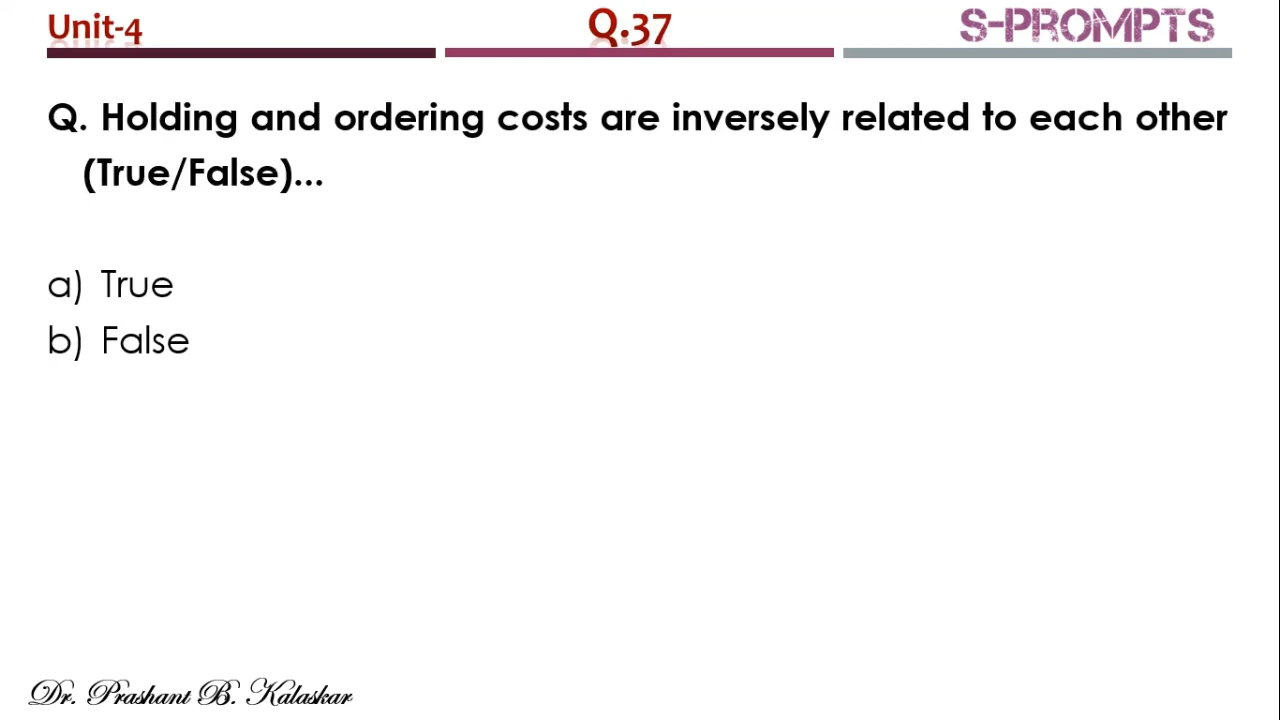 Unit-4 Q.37 S-PROMPTS
Q. Holding and ordering costs are inversely related to each other
(True/False)...
a) True
b) False
Dr. Prashant B. Kalaskar